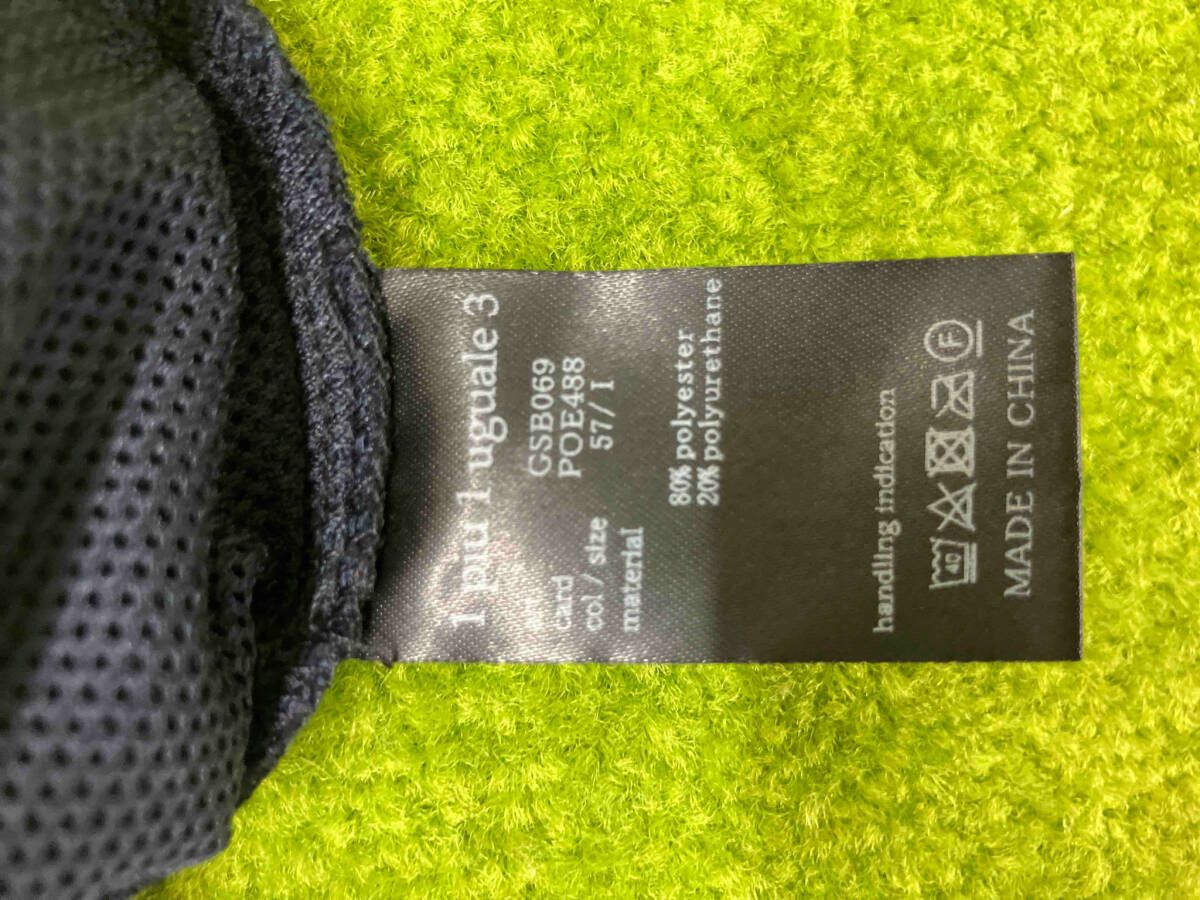 1 piu 1 uguale 3
GSB069
card POE488
col / size 57 / I
material
80% polyester
20% polyurethane
handling indication
40 F
MADE IN CHINA